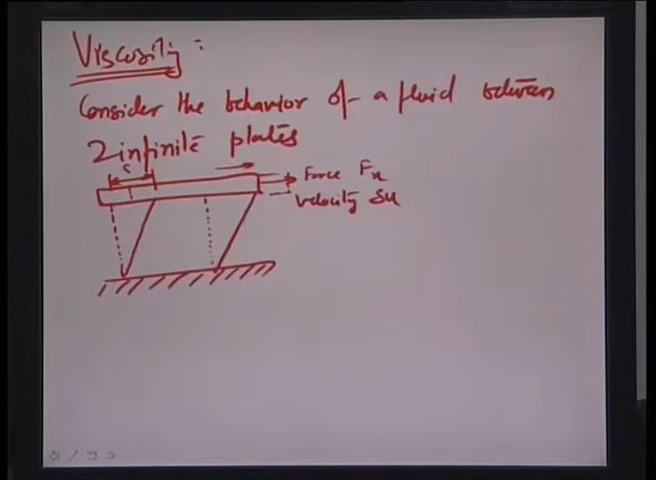 Viscosity :
Consider the behavior of a fluid between
2 infinite plates
Force Fx
velocity δu